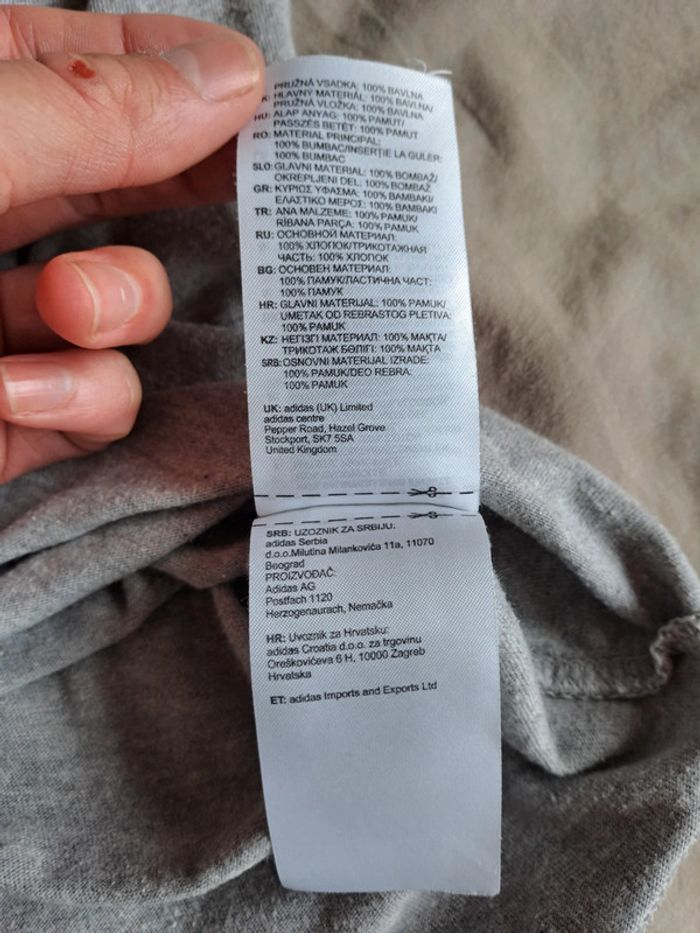 PRUŽNÁ VSADKA: 100% BAVLNA
HLAVNÝ MATERIÁL: 100% BAVLNA/
PRUŽNÁ VLOŽKA: 100% BAVLNA
HU: ALAP ANYAG: 100% PAMUT/
PASSZÉS BETÉT: 100% PAMUT
RO: MATERIAL PRINCIPAL:
100% BUMBAC/INSERŢIE LA GULER:
100% BUMBAC
SLO: GLAVNI MATERIAL: 100% BOMBAŽ/
OKREPLJENI DEL: 100% BOMBAŽ
GR: ΚΥΡΙΩΣ ΥΦΑΣΜΑ: 100% ΒΑΜΒΑΚΙ/
ΕΛΑΣΤΙΚΟ ΜΕΡΟΣ: 100% ΒΑΜΒΑΚΙ
TR: ANA MALZEME: 100% PAMUK/
RİBANA PARÇA: 100% PAMUK
RU: ОСНОВНОЙ МАТЕРИАЛ:
100% ХЛОПОК/ТРИКОТАЖНАЯ
ЧАСТЬ: 100% ХЛОПОК
BG: ОСНОВЕН МАТЕРИАЛ:
100% ПАМУК/ЛАСТИЧНА ЧАСТ:
100% ПАМУК
HR: GLAVNI MATERIJAL: 100% PAMUK/
UMETAK OD REBRASTOG PLETIVA:
100% PAMUK
KZ: НЕГІЗГІ МАТЕРИАЛ: 100% МАҚТА/
ТРИКОТАЖ БӨЛІГІ: 100% МАҚТА
SRB: OSNOVNI MATERIJAL IZRADE:
100% PAMUK/DEO REBRA:
100% PAMUK
UK: adidas (UK) Limited
adidas centre
Pepper Road, Hazel Grove
Stockport, SK7 5SA
United Kingdom
SRB: UZOZNIK ZA SRBIJU:
adidas Serbia
d.o.o.Milutina Milankovića 11a, 11070
Beograd
PROIZVOĐAČ:
Adidas AG
Postfach 1120
Herzogenaurach, Nemačka
HR: Uvoznik za Hrvatsku:
adidas Croatia d.o.o. za trgovinu
Oreškovićeva 6 H, 10000 Zagreb
Hrvatska
ET: adidas Imports and Exports Ltd